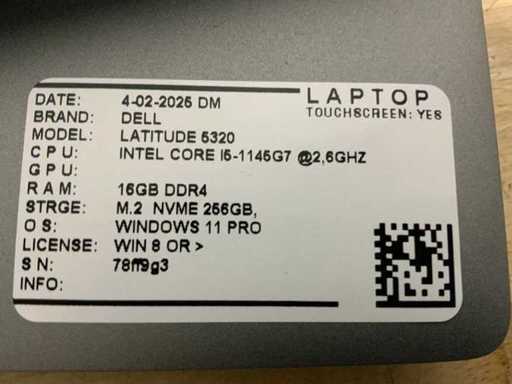 LAPTOP
TOUCHSCREEN: YES
DATE: 4-02-2025 DM
BRAND: DELL
MODEL: LATITUDE 5320
CPU: INTEL CORE I5-1145G7 @2,6GHZ
GPU:
RAM: 16GB DDR4
STRGE: M.2 NVME 256GB,
OS: WINDOWS 11 PRO
LICENSE: WIN 8 OR >
SN: 78ff9g3
INFO: